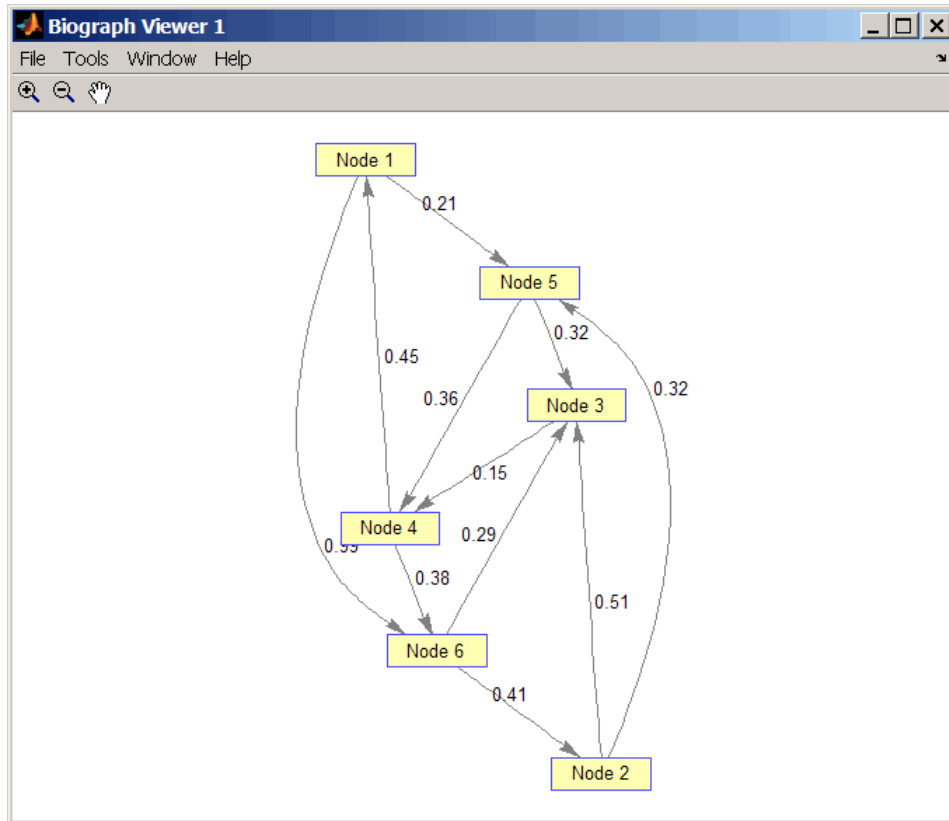 Biograph Viewer 1
File Tools Window Help
Node 1
0.21
Node 5
0.32
0.45
0.32
0.36
Node 3
0.15
Node 4
0.29
0.99
0.38
0.51
Node 6
0.41
Node 2